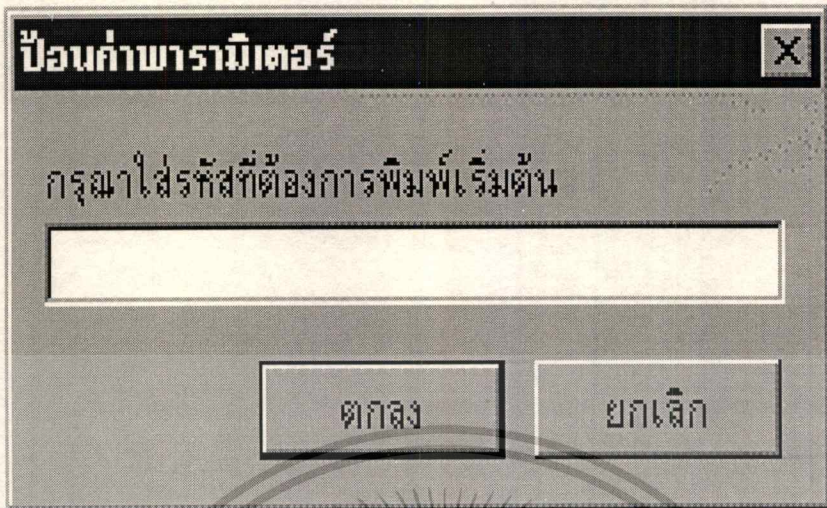 ป้อนค่าพารามิเตอร์
กรุณาใส่รหัสที่ต้องการพิมพ์เริ่มต้น
ตกลง ยกเลิก